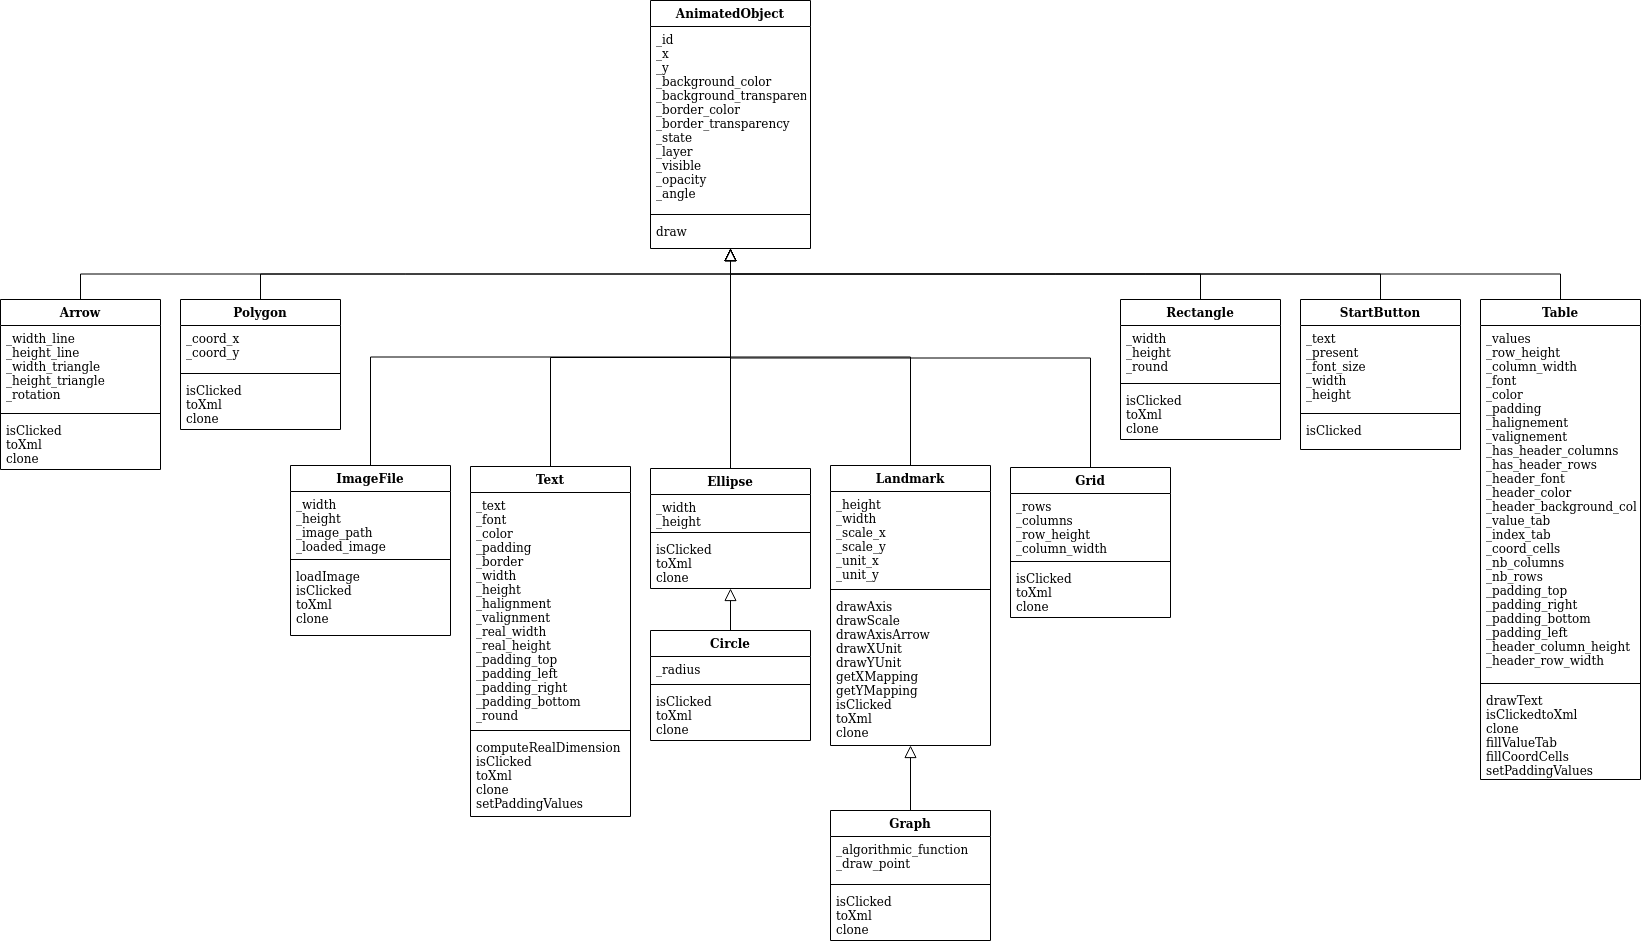 AnimatedObject
_id
_x
_y
_background_color
_background_transparen
_border_color
_border_transparency
_state
_layer
_visible
_opacity
_angle
draw
Arrow
_width_line
_height_line
_width_triangle
_height_triangle
_rotation
isClicked
toXml
clone
Polygon
_coord_x
_coord_y
isClicked
toXml
clone
Rectangle
_width
_height
_round
isClicked
toXml
clone
StartButton
_text
_present
_font_size
_width
_height
isClicked
Table
_values
_row_height
_column_width
_font
_color
_padding
_halignement
_valignement
_has_header_columns
_has_header_rows
_header_font
_header_color
_header_background_col
_value_tab
_index_tab
_coord_cells
_nb_columns
_nb_rows
_padding_top
_padding_right
_padding_bottom
_padding_left
_header_column_height
_header_row_width
drawText
isClickedtoXml
clone
fillValueTab
fillCoordCells
setPaddingValues
ImageFile
_width
_height
_image_path
_loaded_image
loadImage
isClicked
toXml
clone
Text
_text
_font
_color
_padding
_border
_width
_height
_halignment
_valignment
_real_width
_real_height
_padding_top
_padding_left
_padding_right
_padding_bottom
_round
computeRealDimension
isClicked
toXml
clone
setPaddingValues
Ellipse
_width
_height
isClicked
toXml
clone
Circle
_radius
isClicked
toXml
clone
Landmark
_height
_width
_scale_x
_scale_y
_unit_x
_unit_y
drawAxis
drawScale
drawAxisArrow
drawXUnit
drawYUnit
getXMapping
getYMapping
isClicked
toXml
clone
Grid
_rows
_columns
_row_height
_column_width
isClicked
toXml
clone
Graph
_algorithmic_function
_draw_point
isClicked
toXml
clone